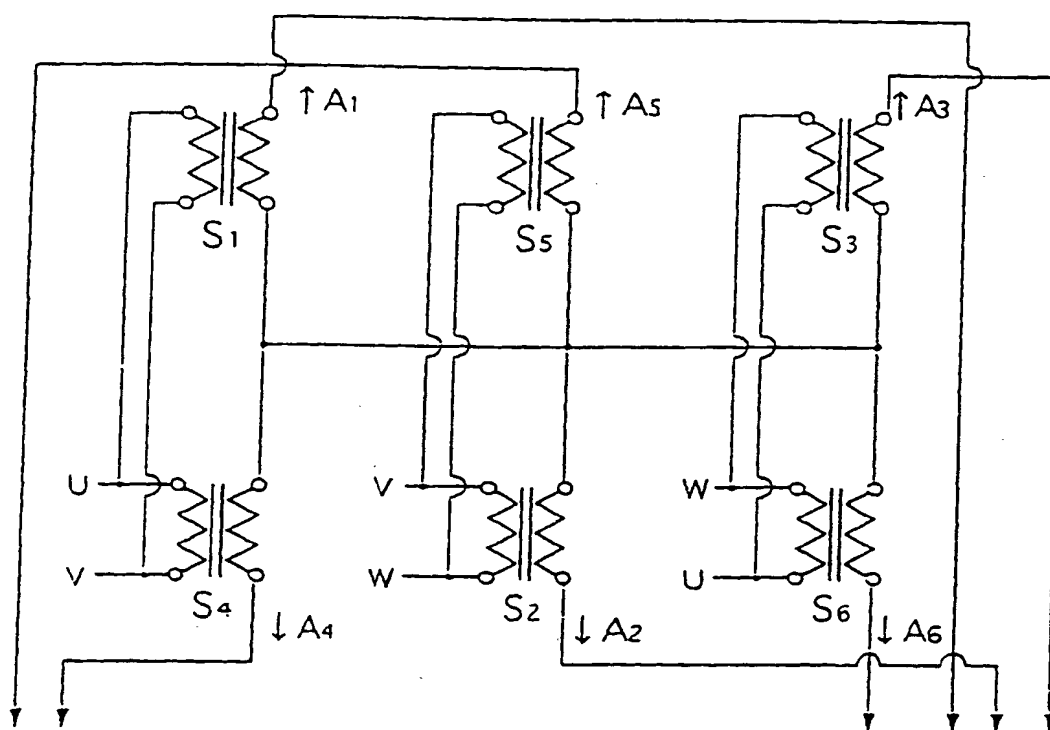 ↑ A1 ↑ A5 ↑ A3
S1 S5 S3
U V W
V W U
S4 S2 S6
↓ A4 ↓ A2 ↓ A6